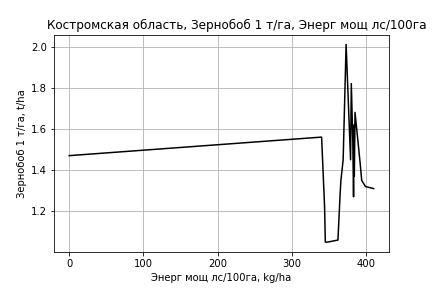 Костромская область, Зернобоб 1 т/га, Энерг мощ лс/100га
2.0
1.8
1.6
1.4
1.2
Зернобоб 1 т/га, t/ha
0 100 200 300 400
Энерг мощ лс/100га, kg/ha